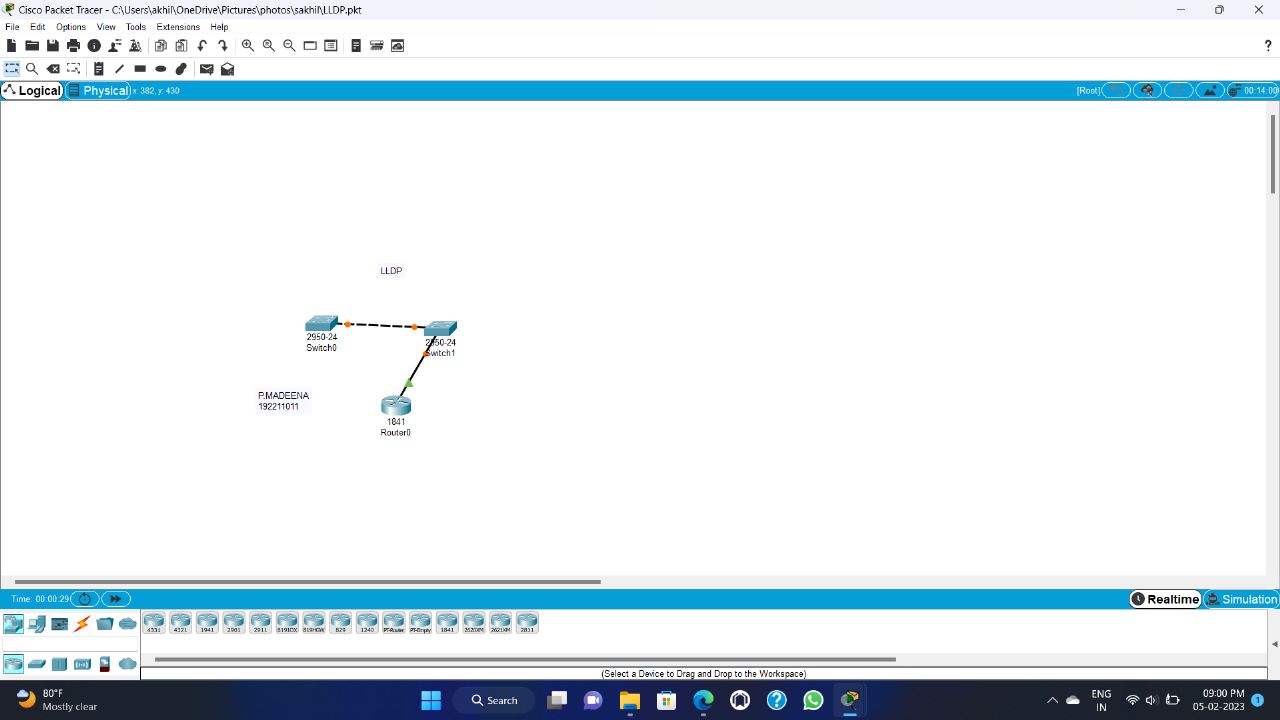 Cisco Packet Tracer - C:\Users\akhil\OneDrive\Pictures\photos\sakhil\LLDP.pkt
File Edit Options View Tools Extensions Help
?
Logical Physical x: 382, y: 430 [Root] 00:14:00
LLDP
2950-24
Switch0
2950-24
Switch1
P.MADEENA
192211011
1841
Router0
Time: 00:00:29 Realtime Simulation
4331 4321 1941 2901 2911 819IOX 819HGW 829 1240 PT-Router PT-Empty 1841 2620XM 2621XM 2811
(Select a Device to Drag and Drop to the Workspace)
80°F
Mostly clear
Search
ENG
IN
09:00 PM
05-02-2023
1